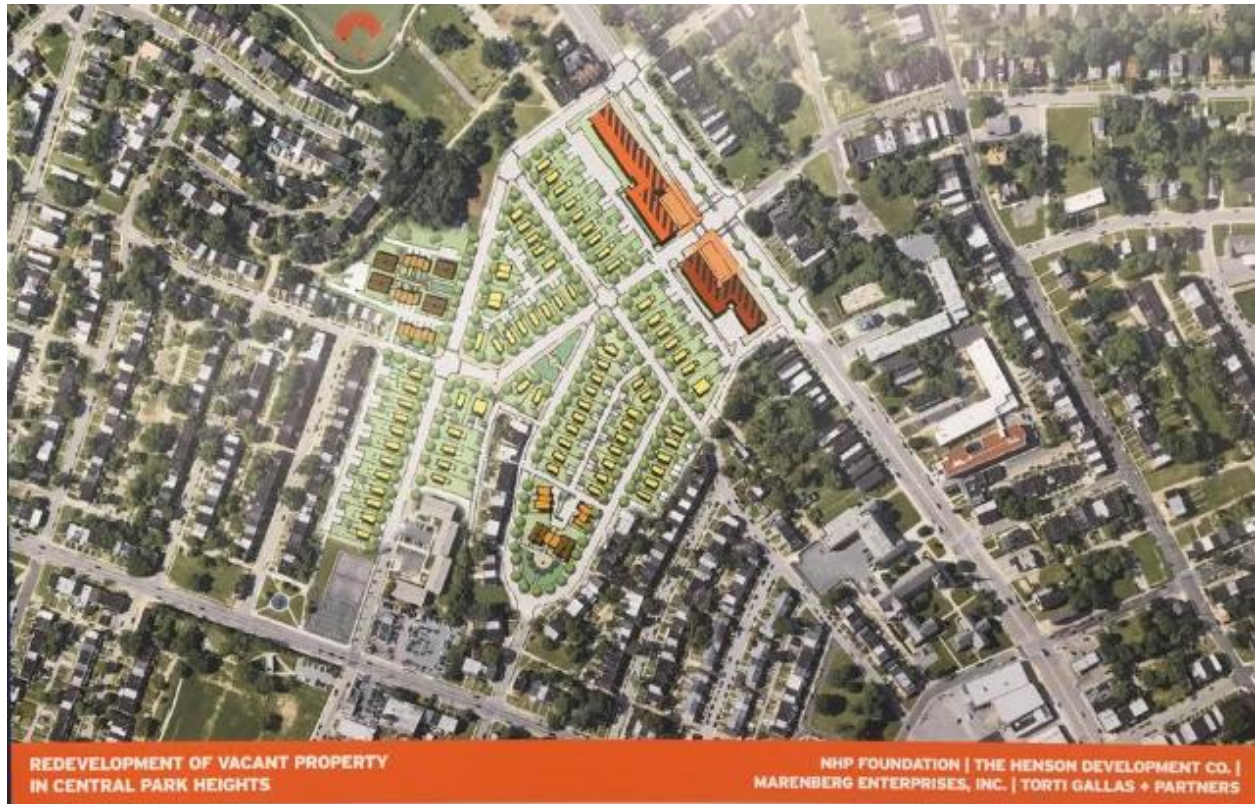 REDEVELOPMENT OF VACANT PROPERTY
IN CENTRAL PARK HEIGHTS
NHP FOUNDATION | THE HENSON DEVELOPMENT CO. |
MARENBERG ENTERPRISES, INC. | TORTI GALLAS + PARTNERS